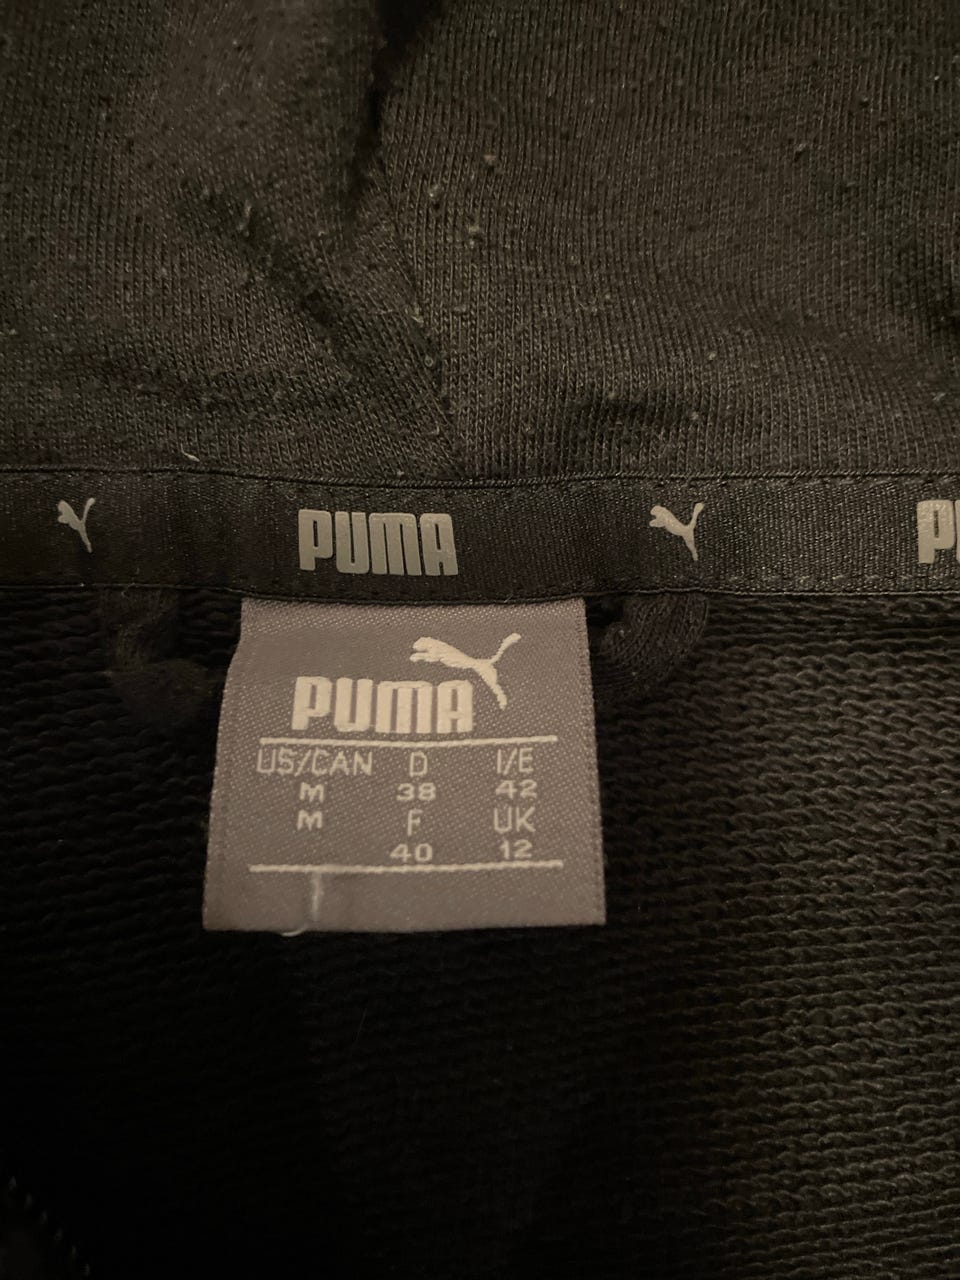 PUMA
PUMA
US/CAN D I/E
M 38 42
M F UK
40 12